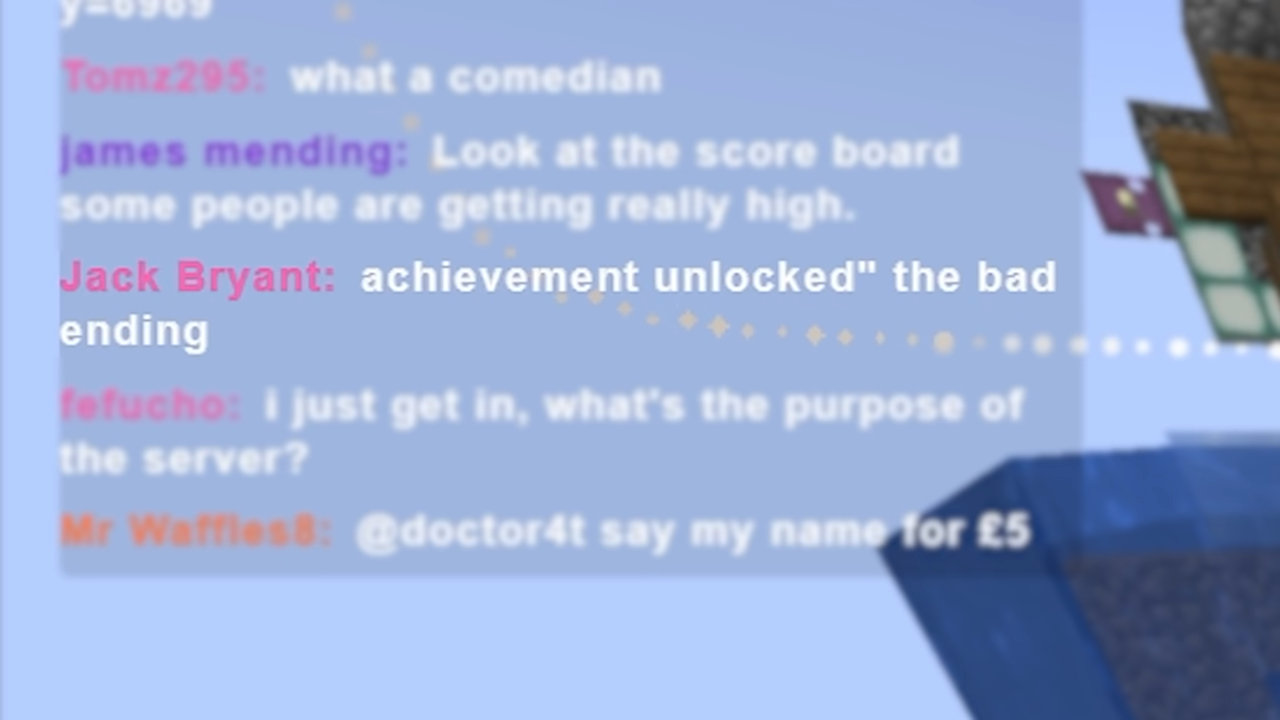 y=6969
Tomz295: what a comedian
james mending: Look at the score board
some people are getting really high.
Jack Bryant: achievement unlocked" the bad
ending
fefucho: i just get in, what's the purpose of
the server?
Mr Waffles8: @doctor4t say my name for £5